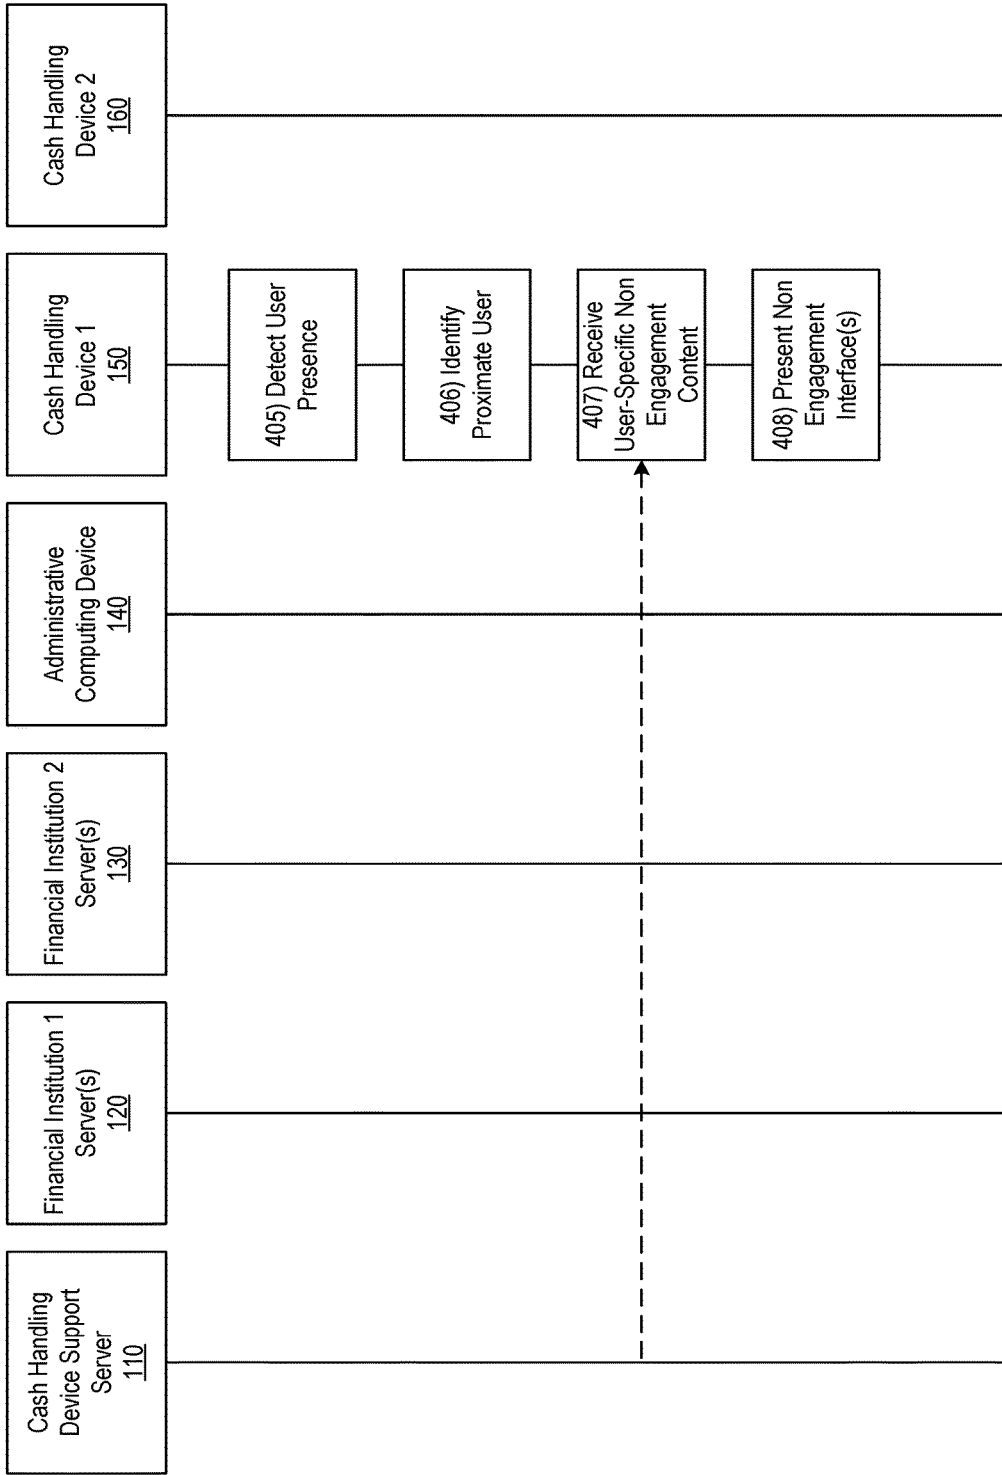 Cash Handling
Device Support
Server
110
Financial Institution 1
Server(s)
120
Financial Institution 2
Server(s)
130
Administrative
Computing Device
140
Cash Handling
Device 1
150
Cash Handling
Device 2
160
405) Detect User
Presence
406) Identify
Proximate User
407) Receive
User-Specific Non
Engagement
Content
408) Present Non
Engagement
Interface(s)